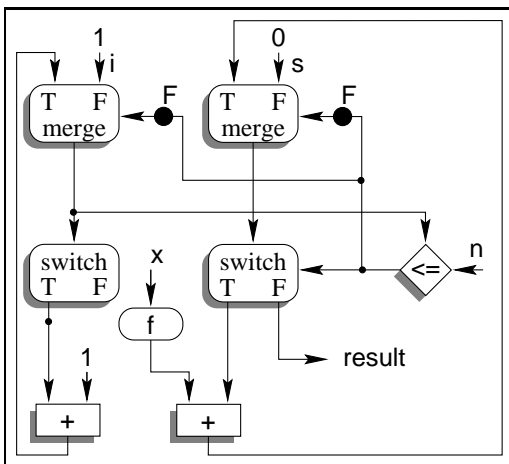 1 0
i s
T F F T F F
merge merge
switch x switch <= n
T F T F
f
1 result
+ +